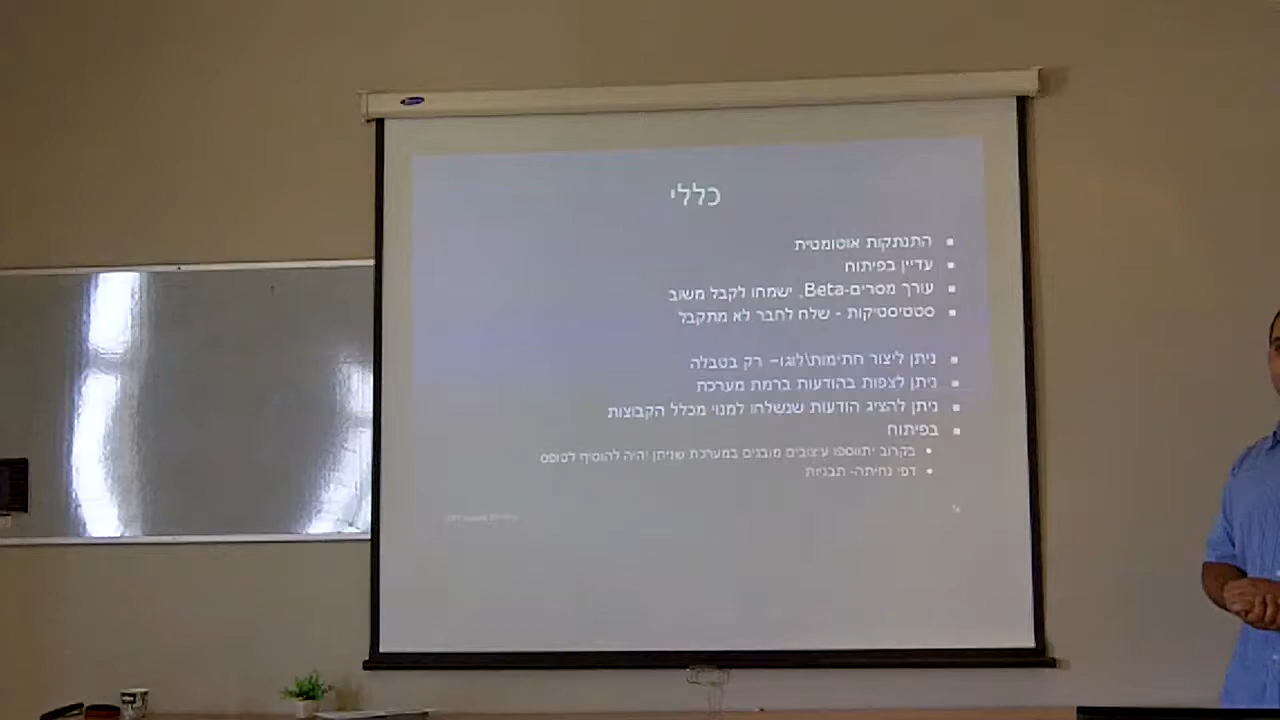 כללי
התנתקות אוטומטית
עדיין בפיתוח
עורך מסרים-Beta, ישמחו לקבל משוב
סטטיסטיקות - שלח לחבר לא מתקבל
ניתן ליצור חתימות\לוגו– רק בטבלה
ניתן לצפות בהודעות ברמת מערכת
ניתן להציג הודעות שנשלחו למנוי מכלל הקבוצות
בפיתוח
בקרוב יתווספו עיצובים מובנים במערכת שניתן יהיה להוסיף לטופס
דפי נחיתה- תבניות